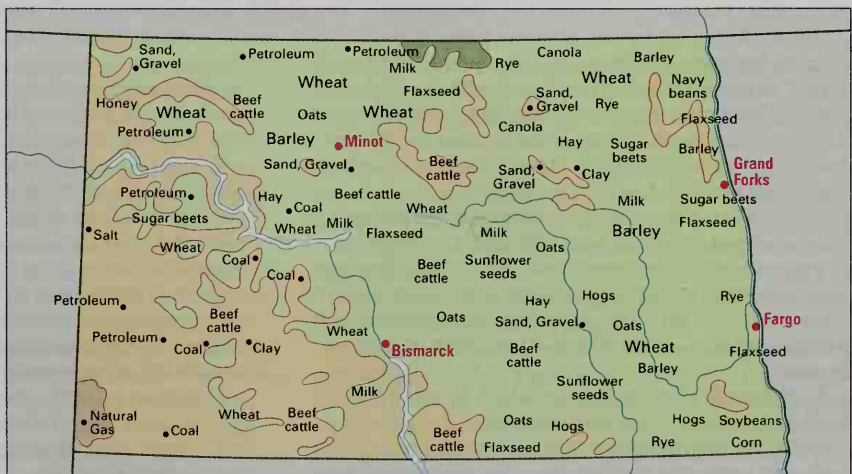 Sand,
Gravel
Petroleum
Petroleum
Milk
Rye
Canola
Barley
Wheat
Wheat
Navy
beans
Honey
Beef
cattle
Flaxseed
Sand,
Gravel
Rye
Wheat
Oats
Wheat
Flaxseed
Petroleum
Canola
Barley
Minot
Hay
Sugar
beets
Barley
Sand, Gravel
Beef
cattle
Sand,
Gravel
Clay
Grand
Forks
Petroleum
Hay
Beef cattle
Milk
Sugar beets
Sugar beets
Coal
Wheat
Flaxseed
Salt
Wheat
Milk
Flaxseed
Milk
Barley
Wheat
Oats
Coal
Beef
cattle
Sunflower
seeds
Coal
Petroleum
Hay
Hogs
Rye
Beef
cattle
Oats
Sand, Gravel
Oats
Fargo
Petroleum
Wheat
Coal
Clay
Bismarck
Beef
cattle
Wheat
Flaxseed
Barley
Milk
Sunflower
seeds
Natural
Gas
Wheat
Beef
cattle
Oats
Hogs
Hogs
Soybeans
Coal
Beef
cattle
Flaxseed
Rye
Corn